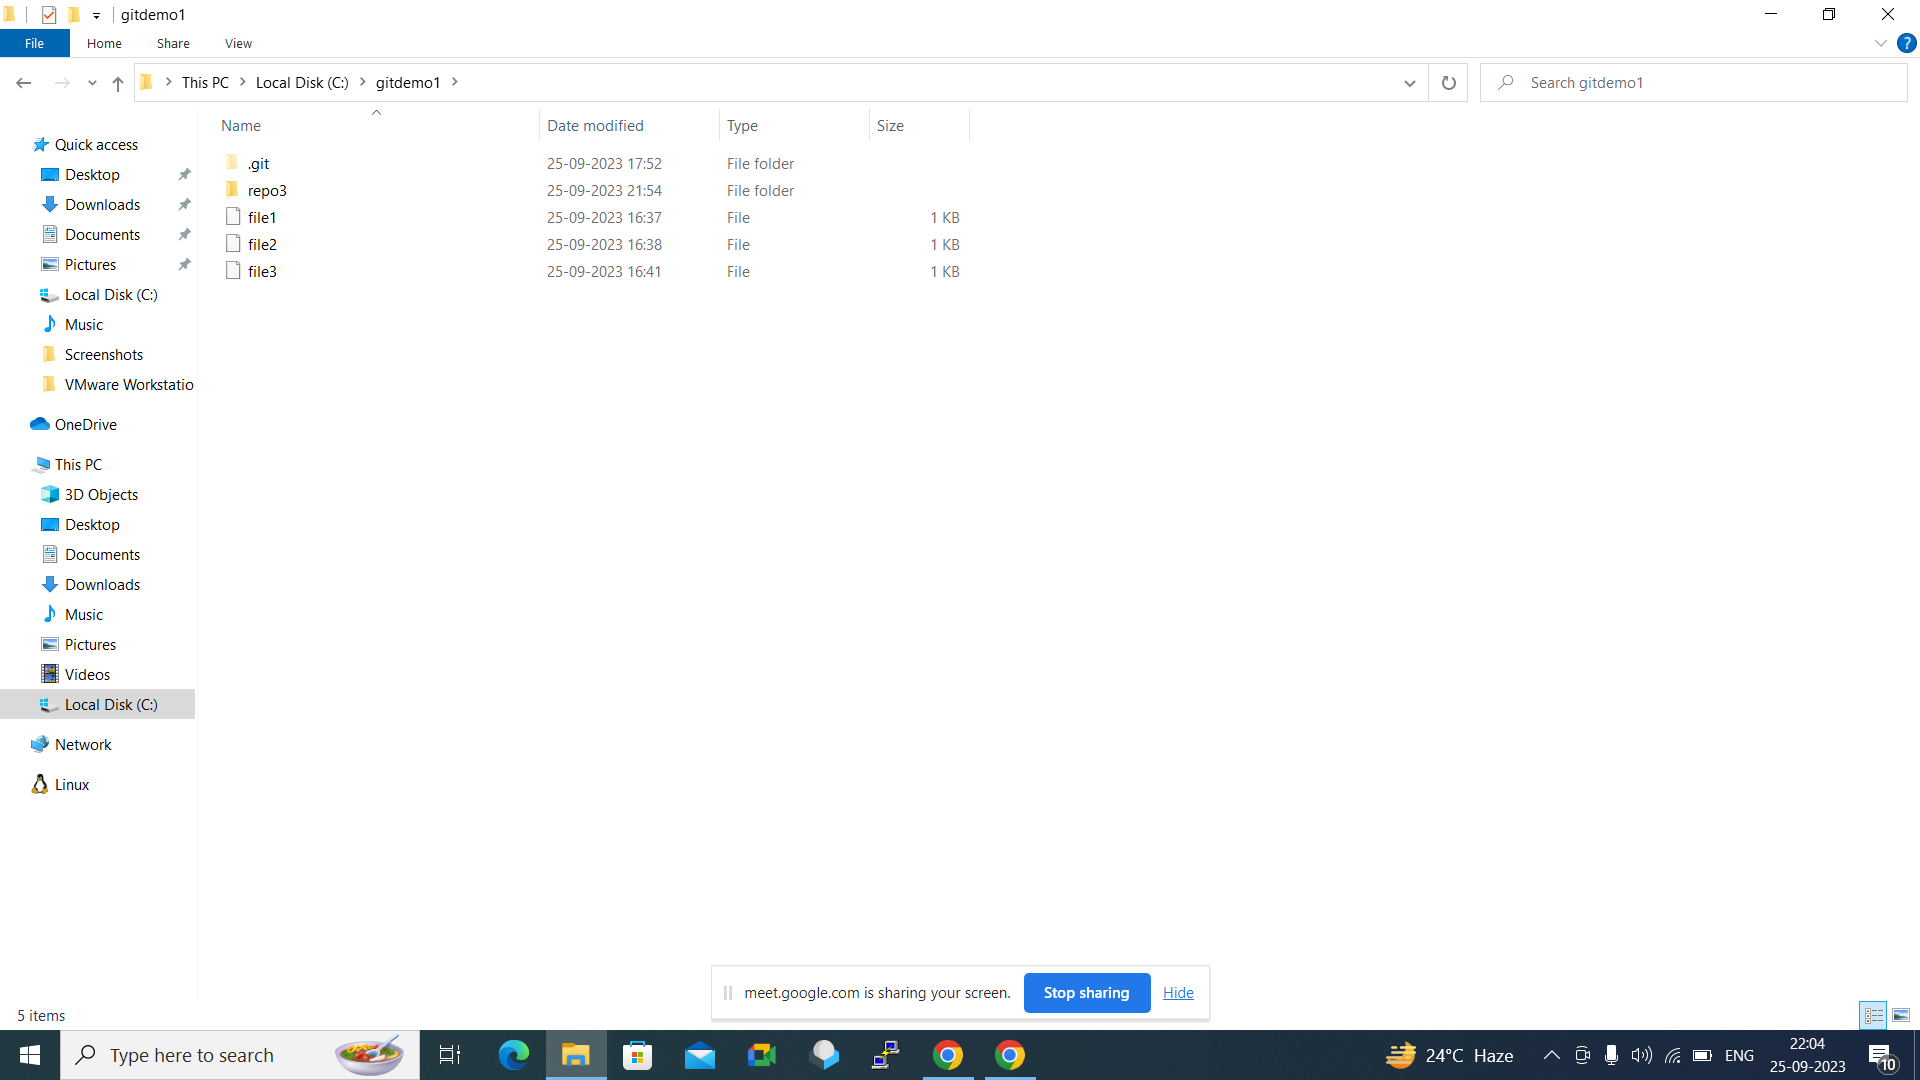 gitdemo1
File Home Share View
This PC Local Disk (C:) gitdemo1
Search gitdemo1
Name Date modified Type Size
.git 25-09-2023 17:52 File folder
repo3 25-09-2023 21:54 File folder
file1 25-09-2023 16:37 File 1 KB
file2 25-09-2023 16:38 File 1 KB
file3 25-09-2023 16:41 File 1 KB
Quick access
Desktop
Downloads
Documents
Pictures
Local Disk (C:)
Music
Screenshots
VMware Workstatio
OneDrive
This PC
3D Objects
Desktop
Documents
Downloads
Music
Pictures
Videos
Local Disk (C:)
Network
Linux
meet.google.com is sharing your screen. Stop sharing Hide
5 items
Type here to search
24°C Haze
ENG
22:04
25-09-2023
10